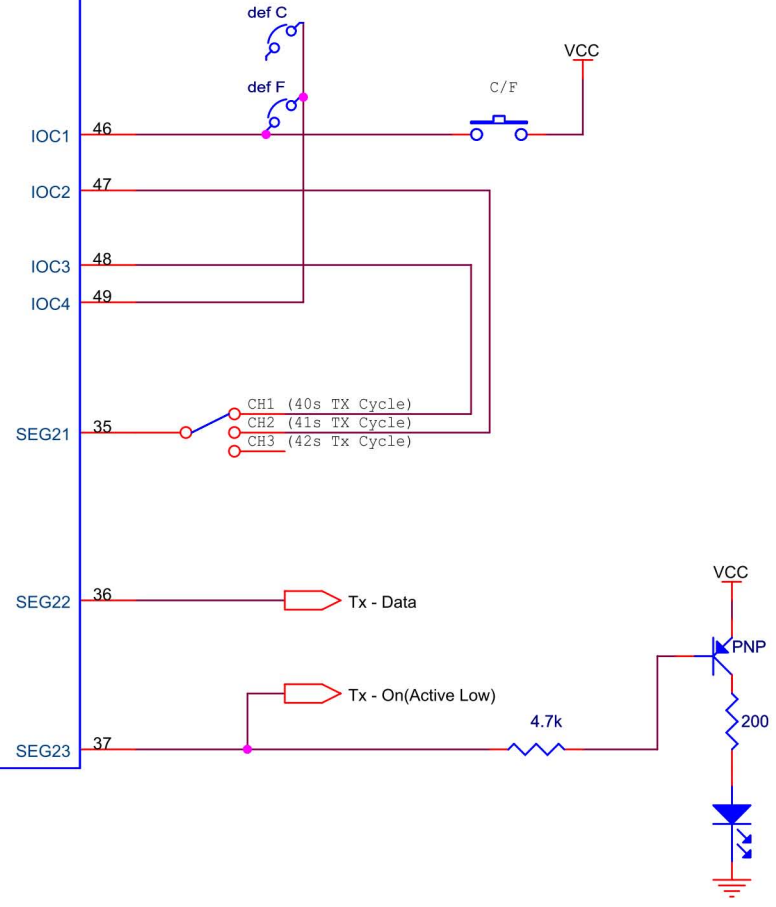 def C
VCC
def F
C/F
46
IOC1
47
IOC2
48
IOC3
49
IOC4
CH1 (40s TX Cycle)
35
CH2 (41s TX Cycle)
SEG21
CH3 (42s Tx Cycle)
VCC
36
SEG22
Tx - Data
PNP
Tx - On(Active Low)
4.7k
200
37
SEG23